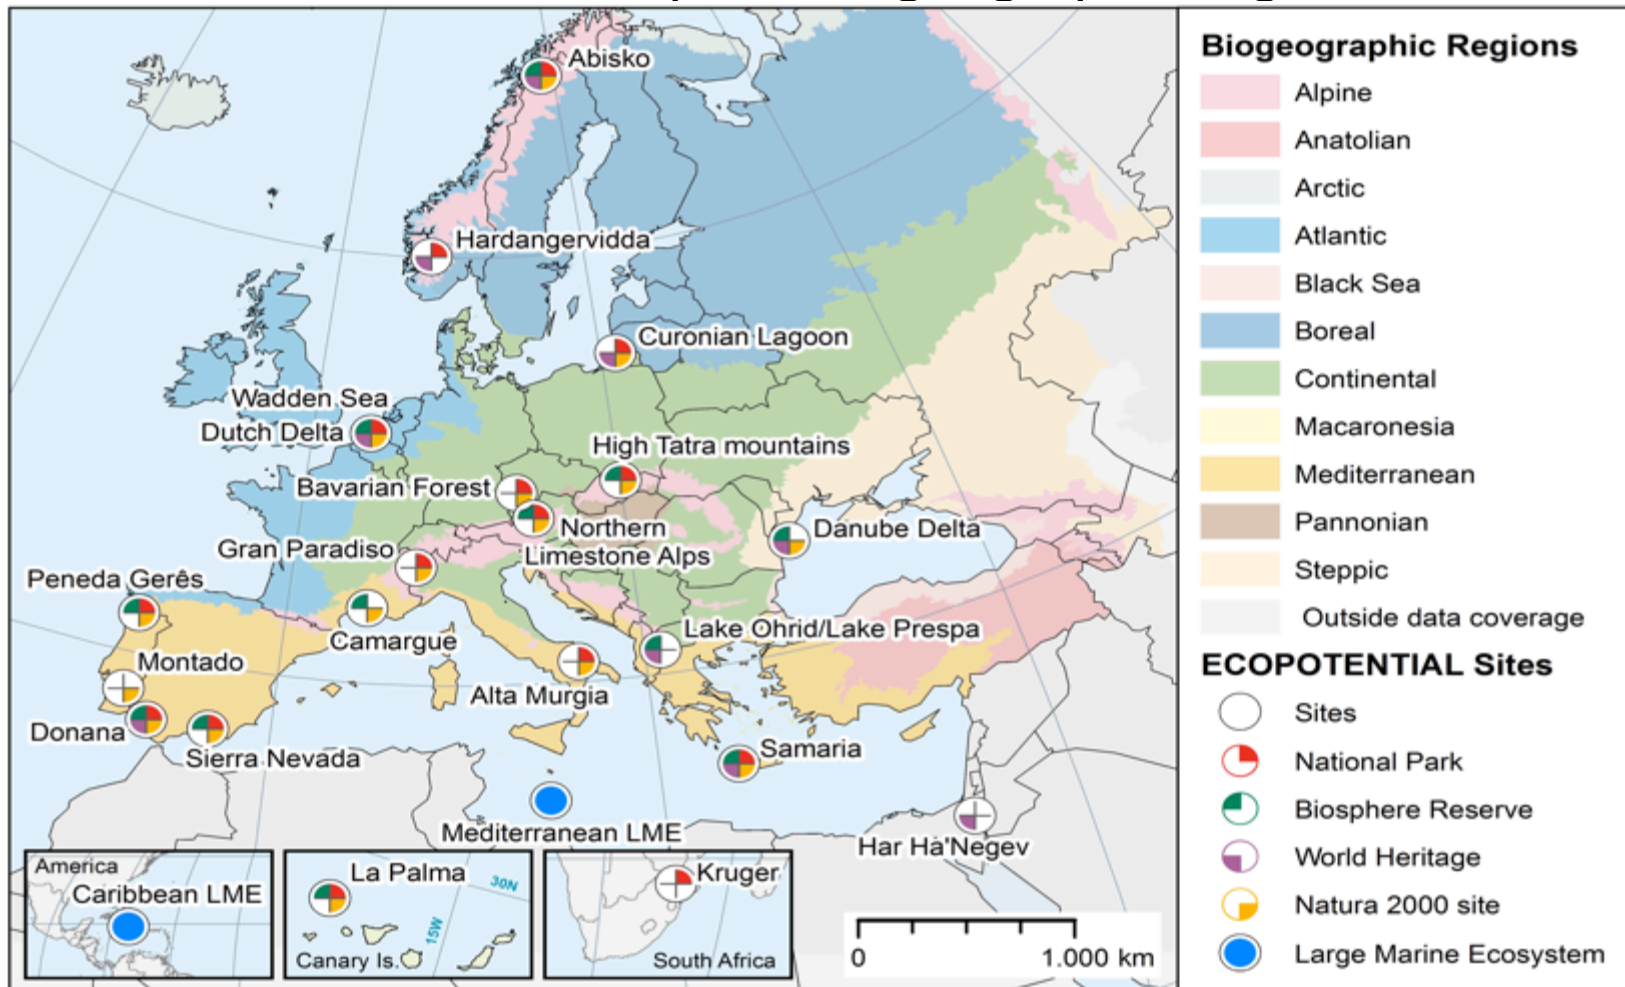 Abisko
Hardangervidda
Curonian Lagoon
Wadden Sea
Dutch Delta
High Tatra mountains
Bavarian Forest
Northern
Limestone Alps
Danube Delta
Gran Paradiso
Peneda Gerês
Camargue
Lake Ohrid/Lake Prespa
Montado
Alta Murgia
Donana
Sierra Nevada
Samaria
Mediterranean LME
Har Ha'Negev
America
Caribbean LME
La Palma
30N
15W
Canary Is.
Kruger
South Africa
0 1.000 km
Biogeographic Regions
Alpine
Anatolian
Arctic
Atlantic
Black Sea
Boreal
Continental
Macaronesia
Mediterranean
Pannonian
Steppic
Outside data coverage
ECOPOTENTIAL Sites
Sites
National Park
Biosphere Reserve
World Heritage
Natura 2000 site
Large Marine Ecosystem